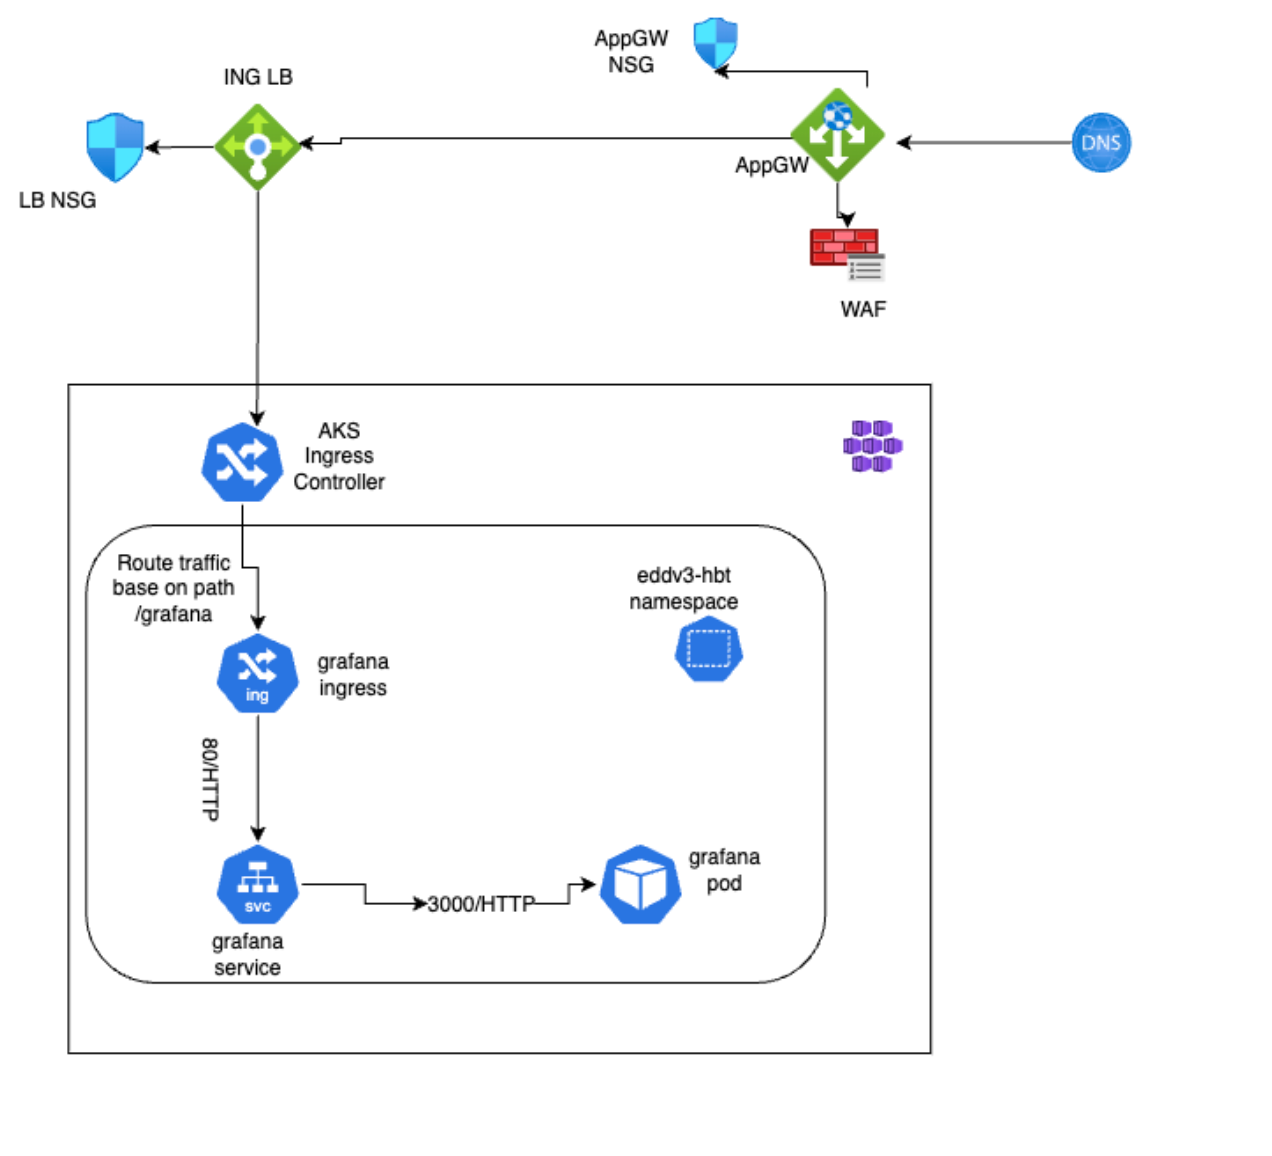 AppGW
NSG
ING LB
DNS
AppGW
LB NSG
WAF
AKS
Ingress
Controller
Route traffic
base on path
/grafana
eddv3-hbt
namespace
grafana
ingress
ing
80/HTTP
grafana
pod
3000/HTTP
svc
grafana
service